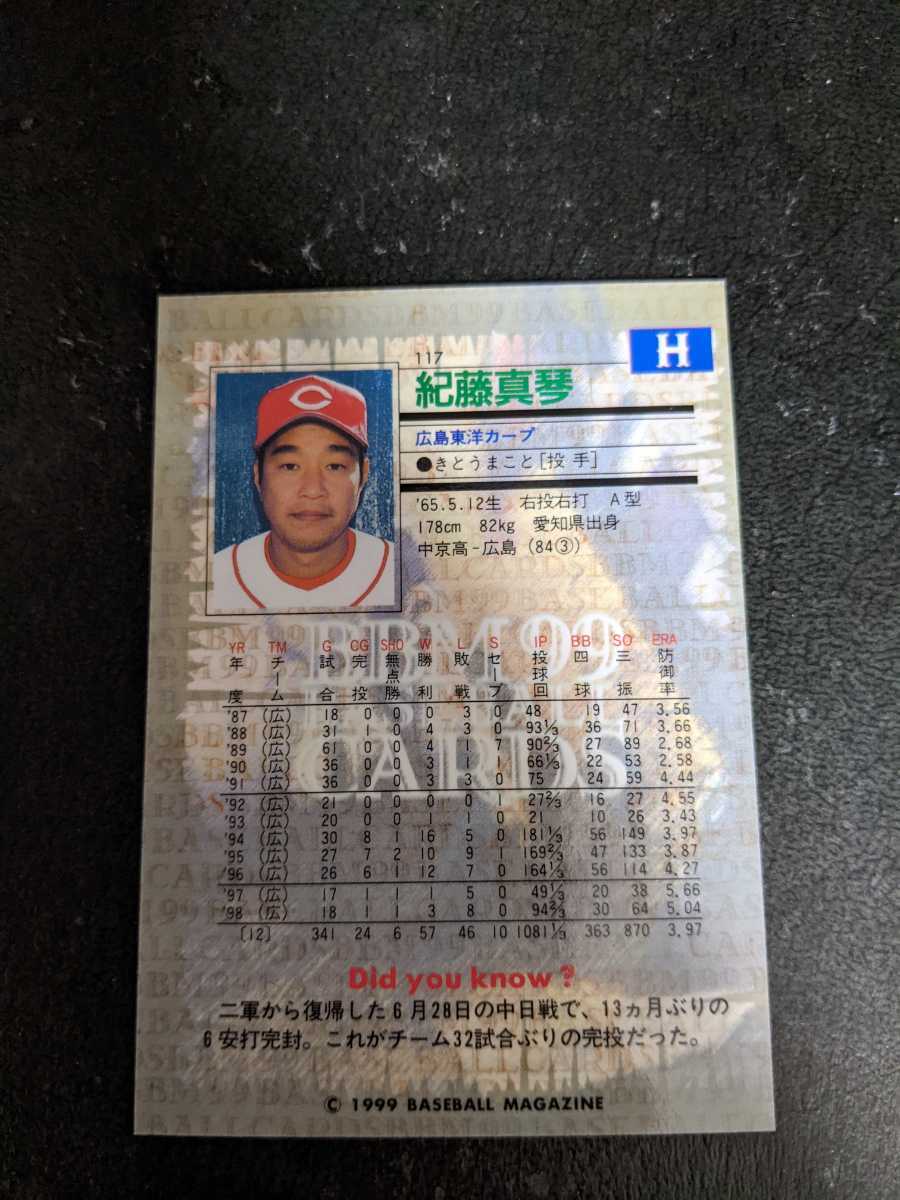 117
H
紀藤真琴
広島東洋カープ
●きとうまこと[投手]
'65.5.12生 右投右打 A型
178cm 82kg 愛知県出身
中京高-広島 (84③)
BBM 99
BASEBALL
CARDS
YR TM G CG SHO W L S IP BB SO ERA
年度 チーム 試合 完投 無点勝 勝利 敗戦 セーブ 投球回 四球 三振 防御率
'87 (広) 18 0 0 0 3 0 48 19 47 3.56
'88 (広) 31 1 0 4 3 0 93⅓ 36 71 3.66
'89 (広) 61 0 0 4 1 7 90⅔ 27 89 2.68
'90 (広) 36 0 0 3 1 1 66⅓ 22 53 2.58
'91 (広) 36 0 0 3 3 0 75 24 59 4.44
'92 (広) 21 0 0 0 0 1 27⅔ 16 27 4.55
'93 (広) 20 0 0 1 1 0 21 10 26 3.43
'94 (広) 30 8 1 16 5 0 181⅓ 56 149 3.97
'95 (広) 27 7 2 10 9 1 169⅔ 47 133 3.87
'96 (広) 26 6 1 12 7 0 164⅓ 56 114 4.27
'97 (広) 17 1 1 1 5 0 49⅓ 20 38 5.66
'98 (広) 18 1 1 3 8 0 94⅔ 30 64 5.04
[12] 341 24 6 57 46 10 1081⅓ 363 870 3.97
Did you know?
二軍から復帰した6月28日の中日戦で、13ヵ月ぶりの
6安打完封。これがチーム32試合ぶりの完投だった。
© 1999 BASEBALL MAGAZINE